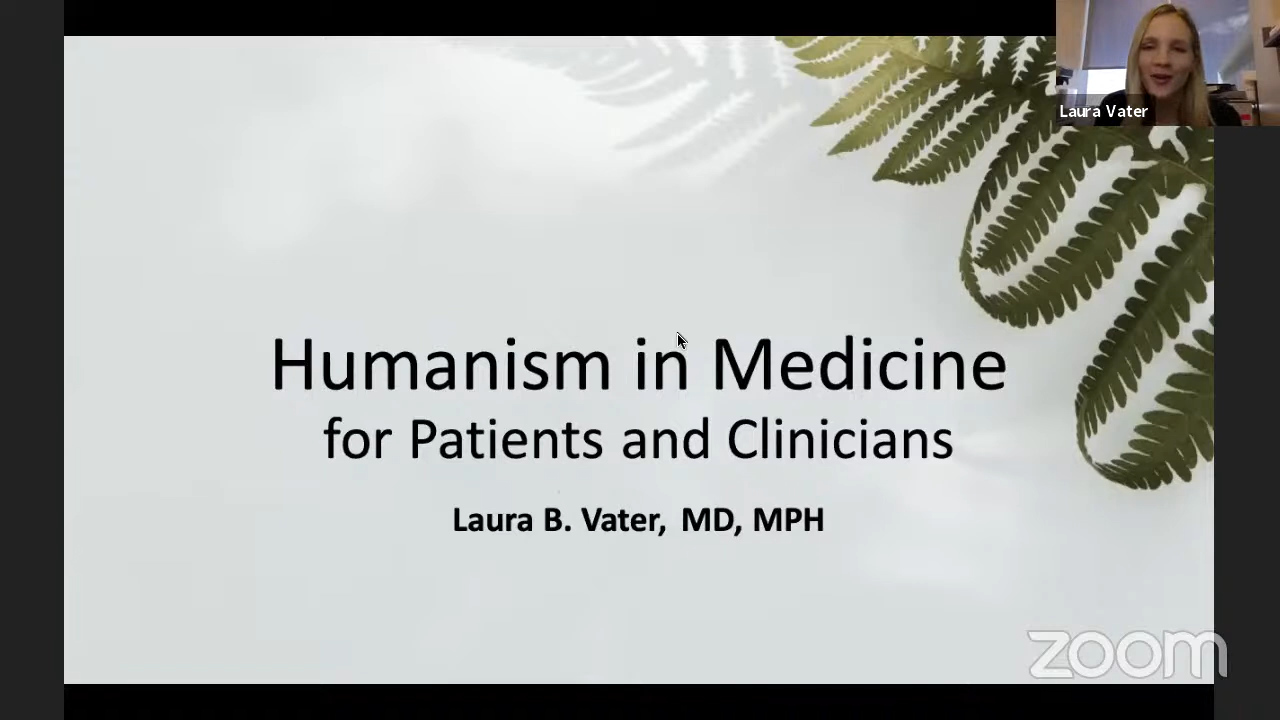 Laura Vater
Humanism in Medicine
for Patients and Clinicians
Laura B. Vater, MD, MPH
zoom